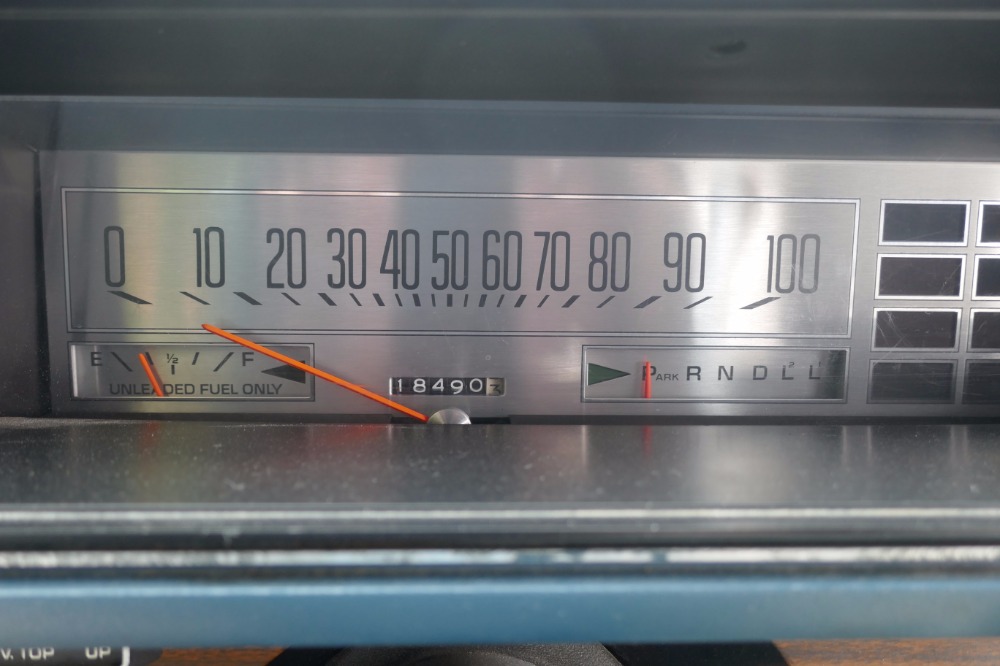 0 10 20 30 40 50 60 70 80 90 100
E ½ F
UNLEADED FUEL ONLY
18490
PARK R N D L² L¹
V. TOP UP